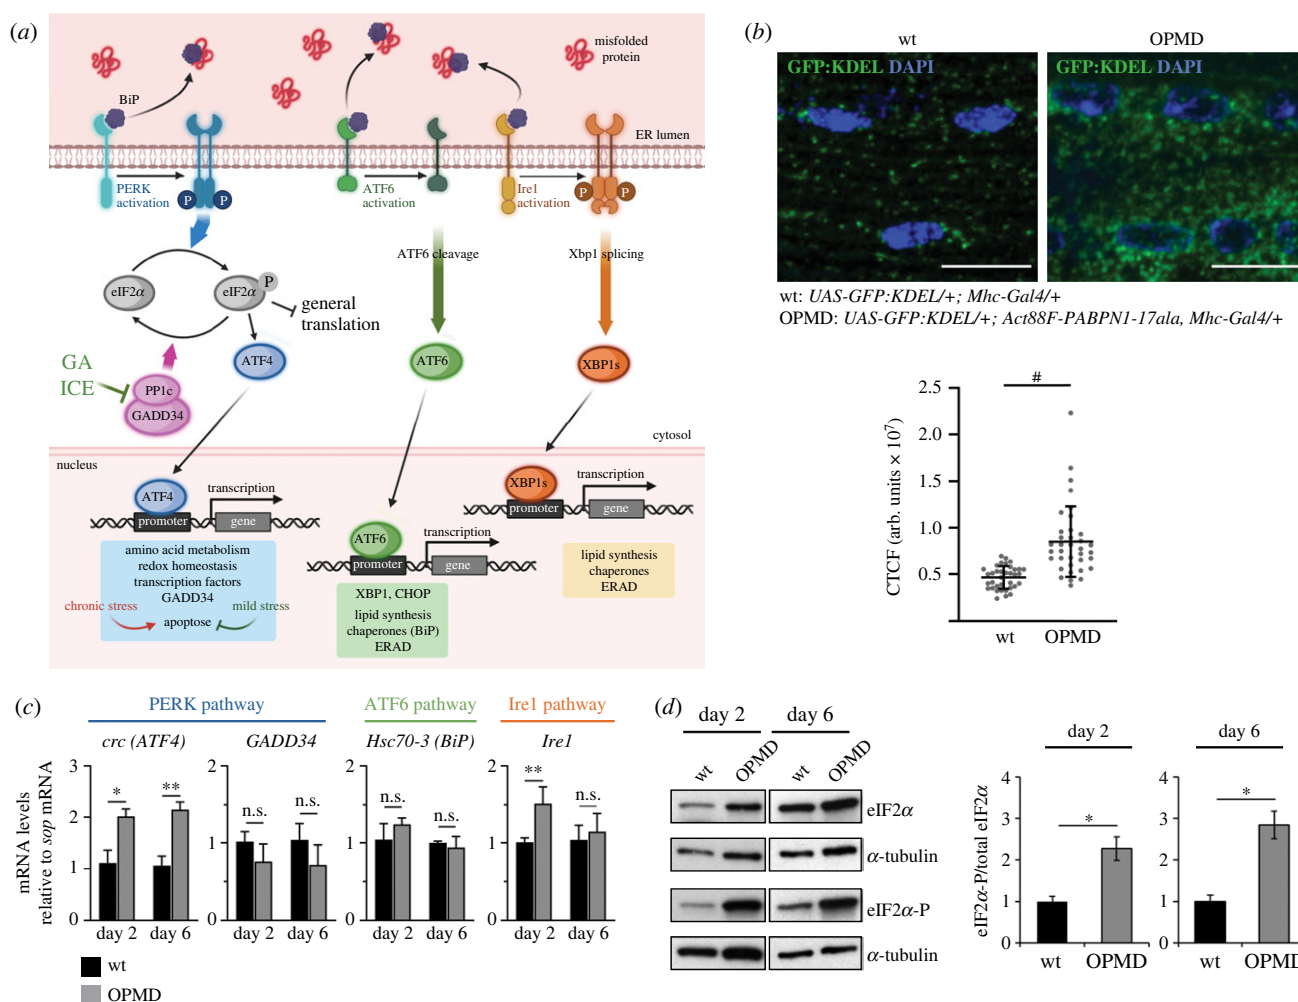 (a)
misfolded
protein
BiP
ER lumen
PERK
activation
P
P
ATF6
activation
Ire1
activation
P
P
ATF6 cleavage
Xbp1 splicing
eIF2α
eIF2α
P
general
translation
ATF4
ATF6
XBP1s
GA
ICE
PP1c
GADD34
cytosol
nucleus
ATF4
transcription
promoter
gene
ATF6
transcription
promoter
gene
XBP1s
transcription
promoter
gene
amino acid metabolism
redox homeostasis
transcription factors
GADD34
chronic stress
mild stress
apoptose
XBP1, CHOP
lipid synthesis
chaperones (BiP)
ERAD
lipid synthesis
chaperones
ERAD
(b)
wt
OPMD
GFP:KDEL DAPI
GFP:KDEL DAPI
wt: UAS-GFP:KDEL/+; Mhc-Gal4/+
OPMD: UAS-GFP:KDEL/+; Act88F-PABPN1-17ala, Mhc-Gal4/+
CTCF (arb. units × 10⁷)
2.5
2.0
1.5
1.0
0.5
#
wt
OPMD
(c)
PERK pathway
ATF6 pathway
Ire1 pathway
crc (ATF4)
GADD34
Hsc70-3 (BiP)
Ire1
mRNA levels
relative to sop mRNA
3
2
1
0
*
**
day 2
day 6
2
1
0
n.s.
n.s.
day 2
day 6
2
1
0
n.s.
n.s.
day 2
day 6
2
1
0
**
n.s.
day 2
day 6
wt
OPMD
(d)
day 2
day 6
wt
OPMD
wt
OPMD
eIF2α
α-tubulin
eIF2α-P
α-tubulin
eIF2α-P/total eIF2α
day 2
4
3
2
1
0
*
wt
OPMD
day 6
4
3
2
1
0
*
wt
OPMD